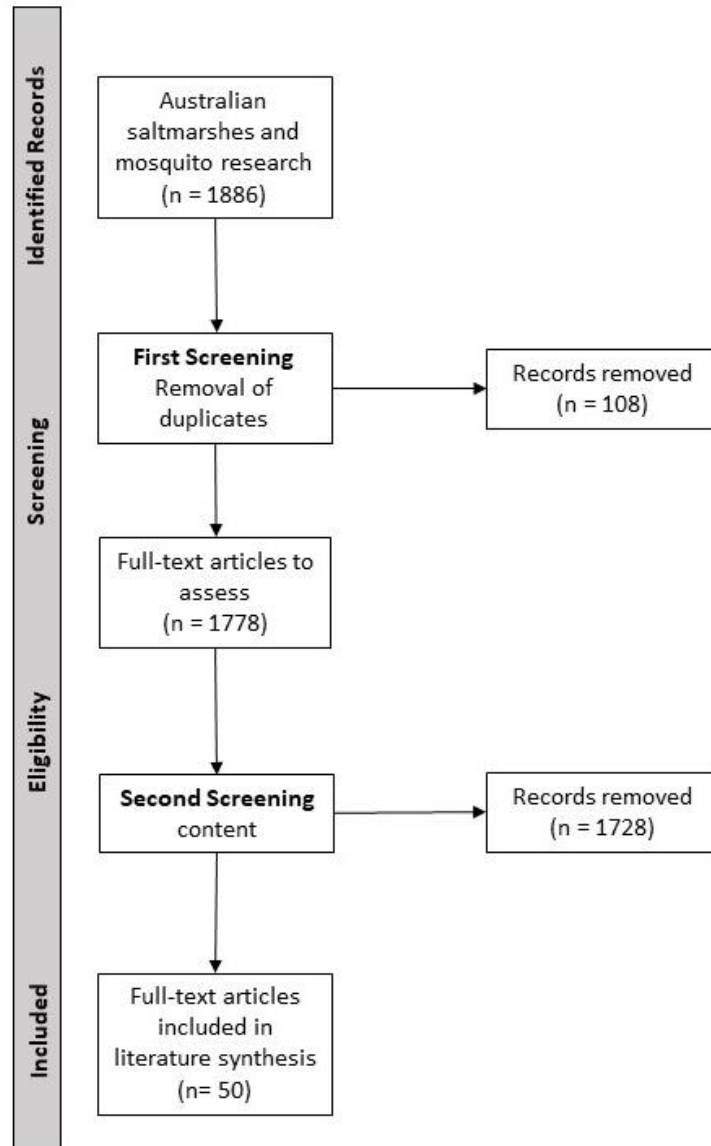 Identified Records
Australian
saltmarshes and
mosquito research
(n = 1886)
Screening
First Screening
Removal of
duplicates
Records removed
(n = 108)
Full-text articles to
assess
(n = 1778)
Eligibility
Second Screening
content
Records removed
(n = 1728)
Included
Full-text articles
included in
literature synthesis
(n= 50)